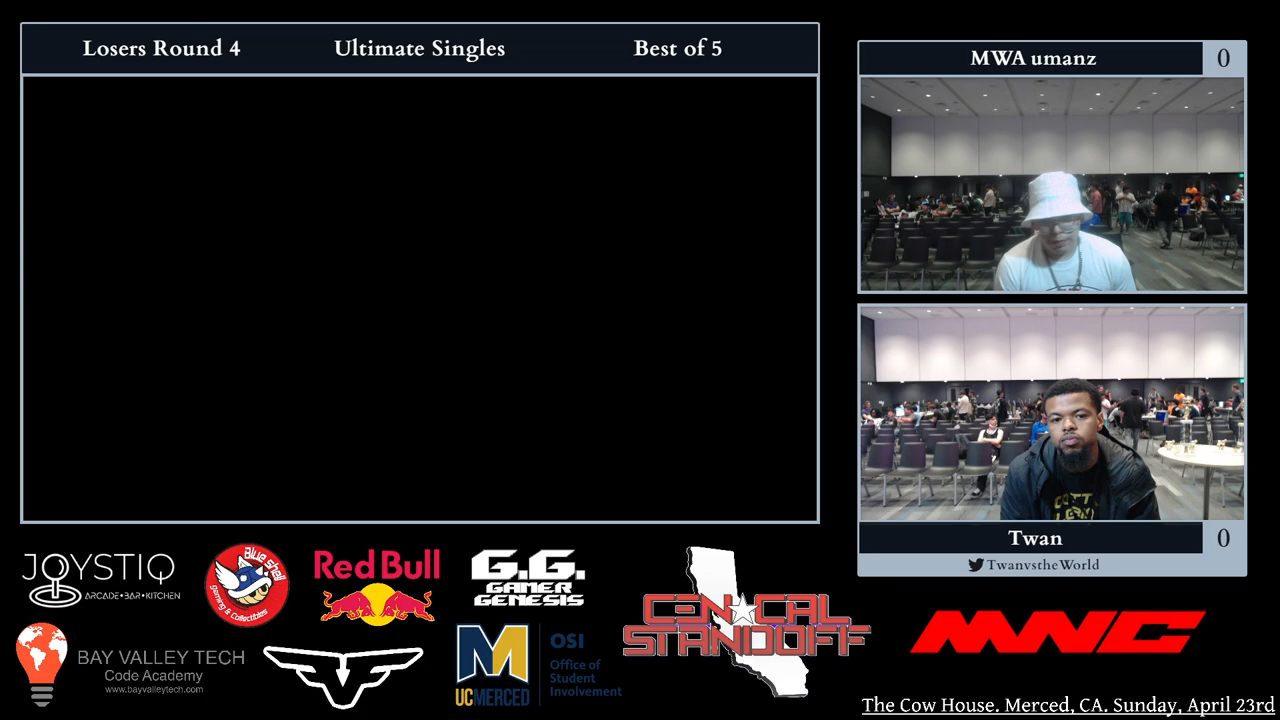 Losers Round 4
Ultimate Singles
Best of 5
MWA umanz
0
Twan
0
TwanvstheWorld
JOYSTIQ
ARCADE•BAR•KITCHEN
Blue Shell
Gaming & Collectibles
Red Bull
G.G.
GAMER
GENESIS
CEN CAL
STANDOFF
MNC
BAY VALLEY TECH
Code Academy
www.bayvalleytech.com
M
UCMERCED
OSI
Office of
Student
Involvement
The Cow House. Merced, CA. Sunday, April 23rd